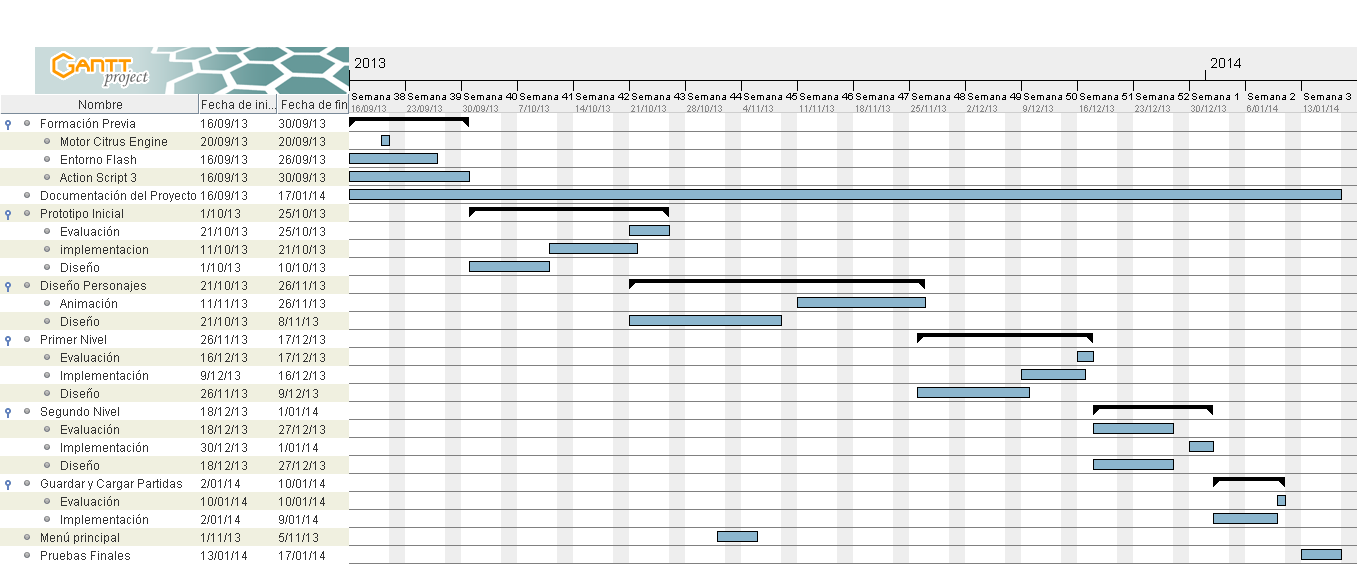 GANTT project
2013 2014
Nombre Fecha de ini... Fecha de fin
Semana 38 Semana 39 Semana 40 Semana 41 Semana 42 Semana 43 Semana 44 Semana 45 Semana 46 Semana 47 Semana 48 Semana 49 Semana 50 Semana 51 Semana 52 Semana 1 Semana 2 Semana 3
16/09/13 23/09/13 30/09/13 7/10/13 14/10/13 21/10/13 28/10/13 4/11/13 11/11/13 18/11/13 25/11/13 2/12/13 9/12/13 16/12/13 23/12/13 30/12/13 6/01/14 13/01/14
Formación Previa 16/09/13 30/09/13
Motor Citrus Engine 20/09/13 20/09/13
Entorno Flash 16/09/13 26/09/13
Action Script 3 16/09/13 30/09/13
Documentación del Proyecto 16/09/13 17/01/14
Prototipo Inicial 1/10/13 25/10/13
Evaluación 21/10/13 25/10/13
implementacion 11/10/13 21/10/13
Diseño 1/10/13 10/10/13
Diseño Personajes 21/10/13 26/11/13
Animación 11/11/13 26/11/13
Diseño 21/10/13 8/11/13
Primer Nivel 26/11/13 17/12/13
Evaluación 16/12/13 17/12/13
Implementación 9/12/13 16/12/13
Diseño 26/11/13 9/12/13
Segundo Nivel 18/12/13 1/01/14
Evaluación 18/12/13 27/12/13
Implementación 30/12/13 1/01/14
Diseño 18/12/13 27/12/13
Guardar y Cargar Partidas 2/01/14 10/01/14
Evaluación 10/01/14 10/01/14
Implementación 2/01/14 9/01/14
Menú principal 1/11/13 5/11/13
Pruebas Finales 13/01/14 17/01/14